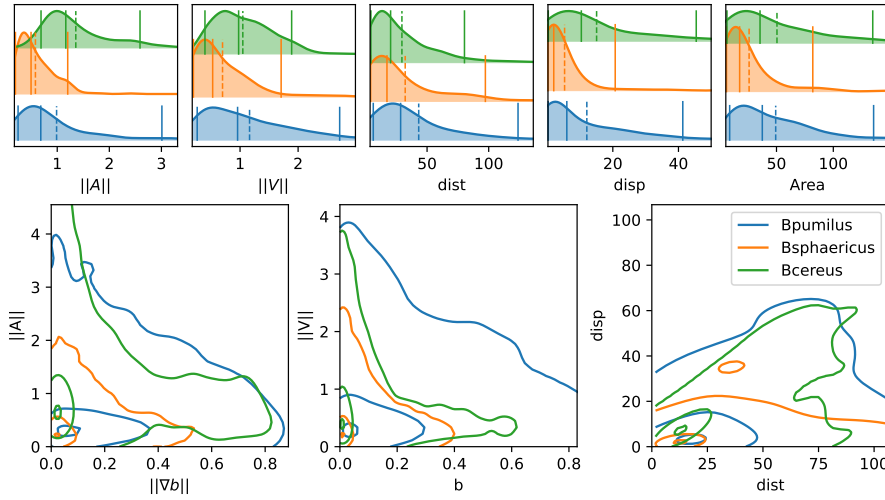 1 2 3
1 2
50 100
20 40
50 100
||A|| ||V|| dist disp Area
4
3
2
1
0
0.0 0.2 0.4 0.6 0.8
||A||
||∇b||
4
3
2
1
0
0.0 0.2 0.4 0.6 0.8
||V||
b
100
80
60
40
20
0
0 25 50 75 100
disp
dist
Bpumilus
Bsphaericus
Bcereus